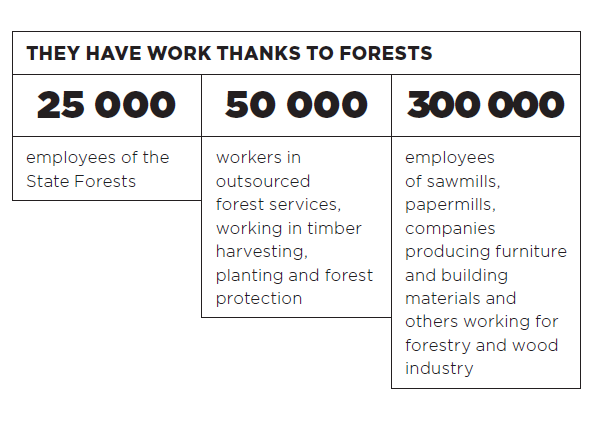 THEY HAVE WORK THANKS TO FORESTS
25 000
employees of the
State Forests
50 000
workers in
outsourced
forest services,
working in timber
harvesting,
planting and forest
protection
300 000
employees
of sawmills,
papermills,
companies
producing furniture
and building
materials and
others working for
forestry and wood
industry